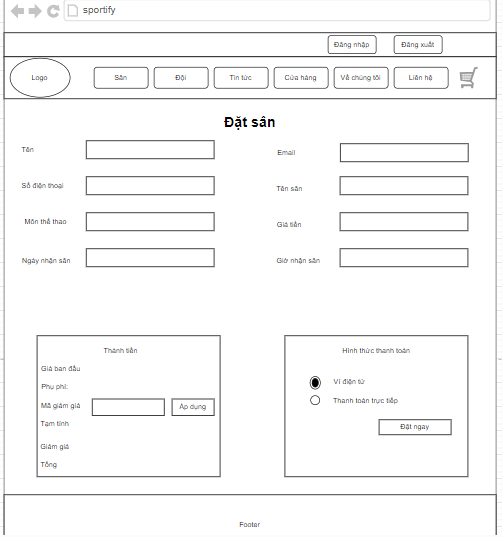 sportify
Đăng nhập
Đăng xuất
Logo
Sân
Đội
Tin tức
Cửa hàng
Về chúng tôi
Liên hệ
Đặt sân
Tên
Email
Số điện thoại
Tên sân
Môn thể thao
Giá tiền
Ngày nhận sân
Giờ nhận sân
Thành tiền
Giá ban đầu
Phụ phí:
Mã giảm giá
Áp dụng
Tạm tính
Giảm giá
Tổng
Hình thức thanh toán
Ví điện tử
Thanh toán trực tiếp
Đặt ngay
Footer